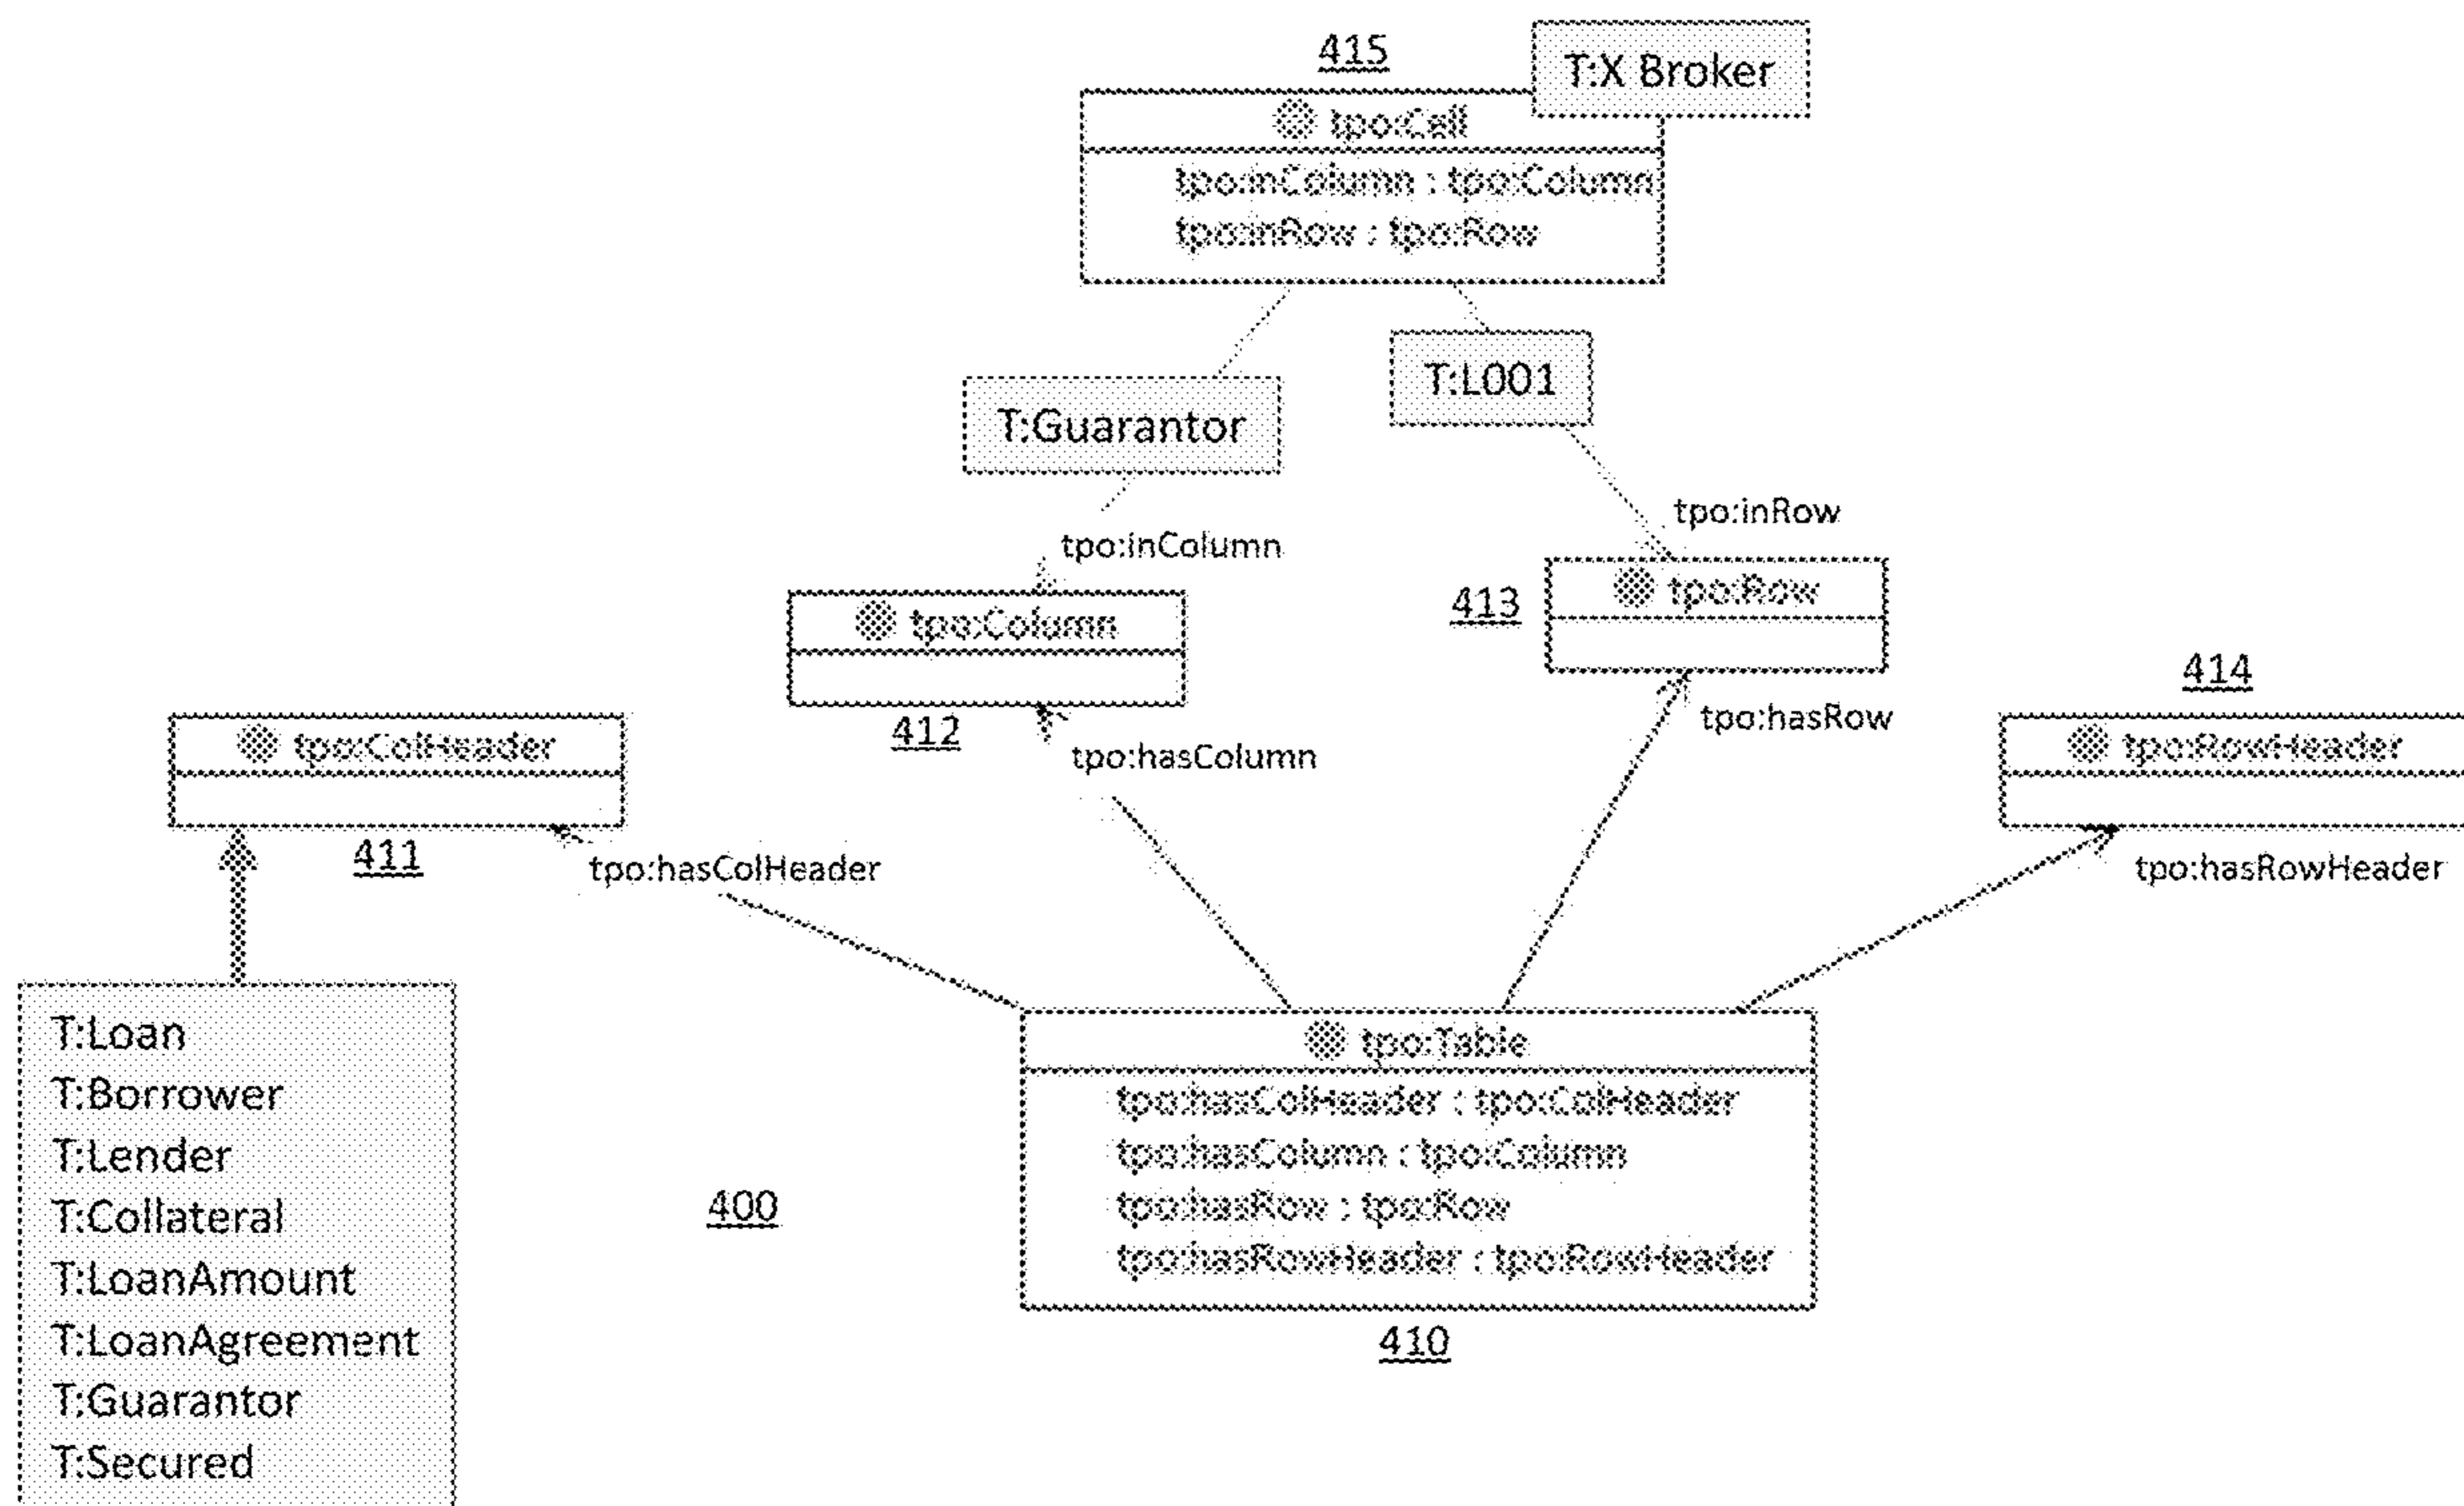 415
T:X Broker
tpo:Cell
tpo:inColumn : tpo:Column
tpo:inRow : tpo:Row
T:L001
T:Guarantor
tpo:inRow
tpo:inColumn
tpo:Row
413
tpo:Column
412
414
tpo:hasRow
tpo:ColHeader
tpo:RowHeader
tpo:hasColumn
411
tpo:hasColHeader
tpo:hasRowHeader
T:Loan
T:Borrower
T:Lender
T:Collateral
T:LoanAmount
T:LoanAgreement
T:Guarantor
T:Secured
400
tpo:Table
tpo:hasColHeader : tpo:ColHeader
tpo:hasColumn : tpo:Column
tpo:hasRow : tpo:Row
tpo:hasRowHeader : tpo:RowHeader
410